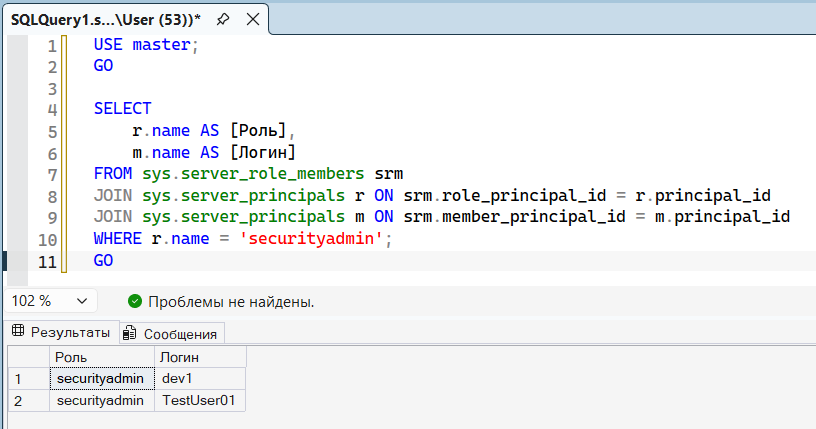 SQLQuery1.s...\User (53))*
1 USE master;
2 GO
3
4 SELECT
5 r.name AS [Роль],
6 m.name AS [Логин]
7 FROM sys.server_role_members srm
8 JOIN sys.server_principals r ON srm.role_principal_id = r.principal_id
9 JOIN sys.server_principals m ON srm.member_principal_id = m.principal_id
10 WHERE r.name = 'securityadmin';
11 GO
102 % Проблемы не найдены.
Результаты Сообщения
Роль Логин
1 securityadmin dev1
2 securityadmin TestUser01